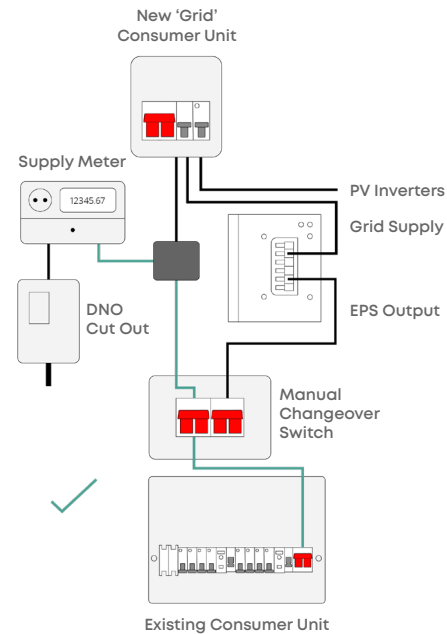 New ‘Grid’
Consumer Unit
Supply Meter
12345.67
PV Inverters
Grid Supply
DNO
Cut Out
EPS Output
Manual
Changeover
Switch
Existing Consumer Unit